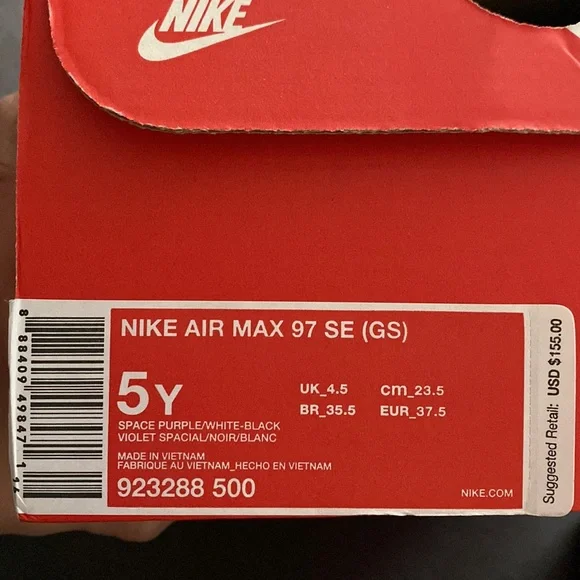 NIKE
NIKE AIR MAX 97 SE (GS)
5Y
UK_4.5 cm_23.5
BR_35.5 EUR_37.5
SPACE PURPLE/WHITE-BLACK
VIOLET SPACIAL/NOIR/BLANC
MADE IN VIETNAM
FABRIQUE AU VIETNAM_HECHO EN VIETNAM
923288 500
NIKE.COM
Suggested Retail: USD $155.00
8 88409 49847 1